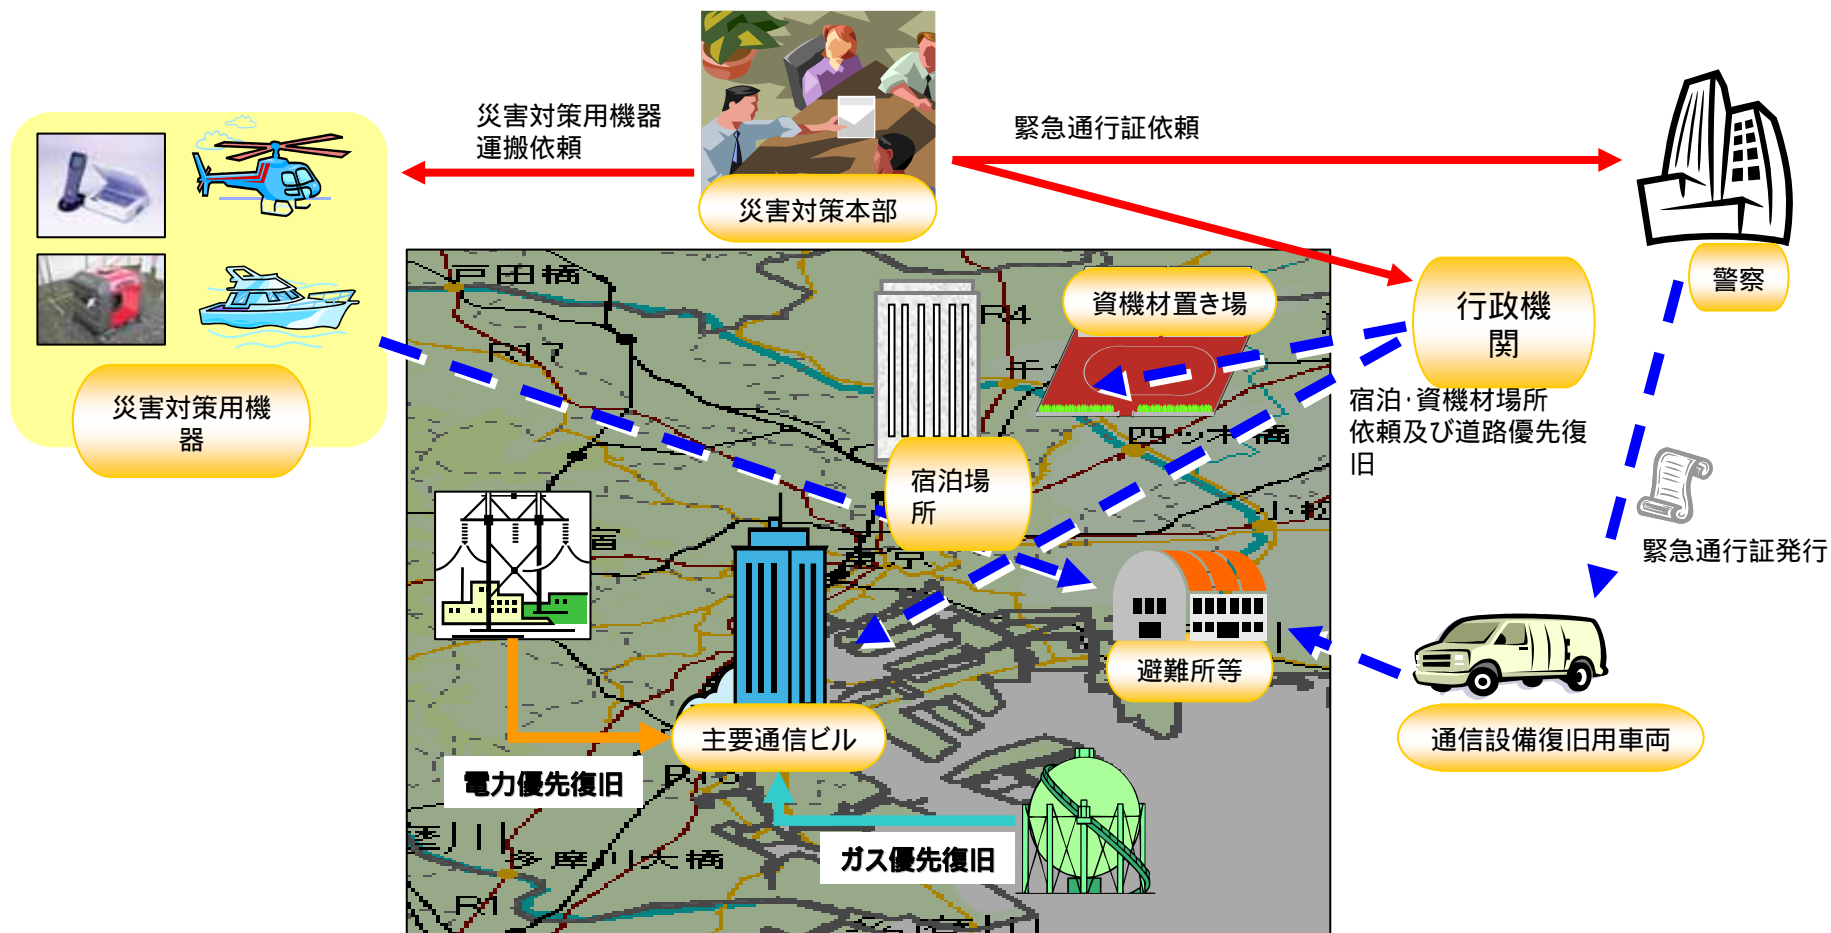 災害対策用機器
運搬依頼
緊急通行証依頼
災害対策本部
警察
行政機
関
資機材置き場
戸田橋
R4
R17
宿泊・資機材場所
依頼及び道路優先復
旧
災害対策用機
器
四ツ木橋
宿泊場
所
緊急通行証発行
避難所等
主要通信ビル
通信設備復旧用車両
電力優先復旧
ガス優先復旧
多摩川大橋
R1